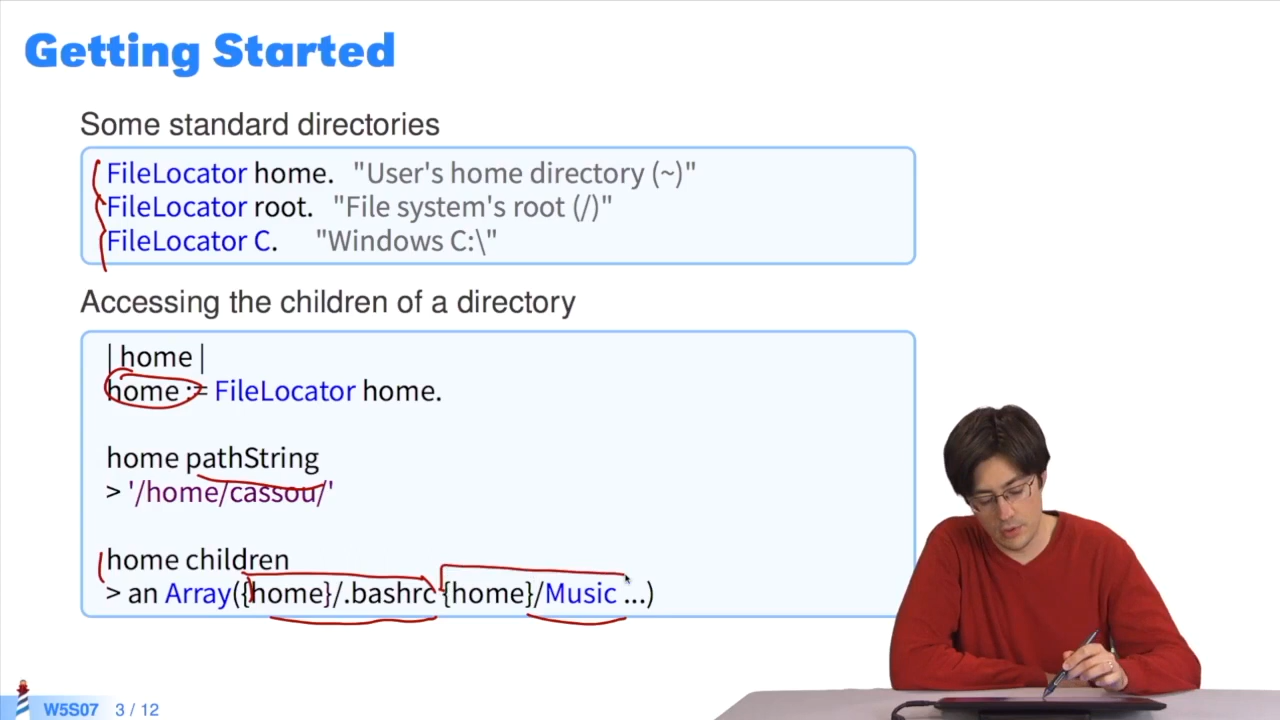 Getting Started
Some standard directories
FileLocator home. "User's home directory (~)"
FileLocator root. "File system's root (/)"
FileLocator C. "Windows C:\"
Accessing the children of a directory
| home |
home := FileLocator home.
home pathString
> '/home/cassou/'
home children
> an Array({home}/.bashrc {home}/Music ...)
W5S07 3 / 12